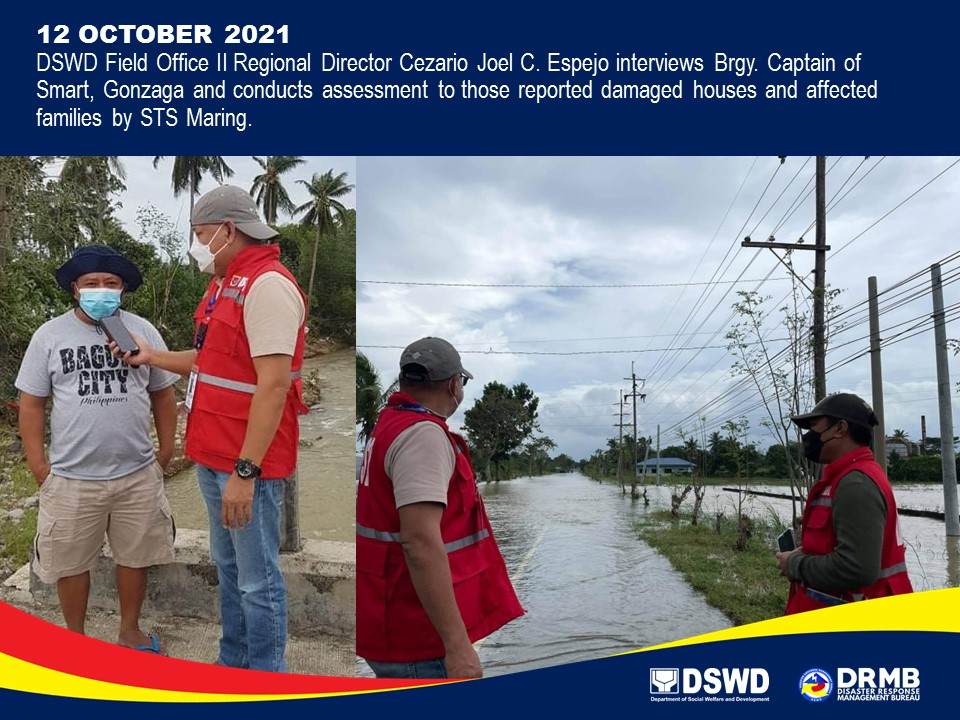 12 OCTOBER 2021
DSWD Field Office II Regional Director Cezario Joel C. Espejo interviews Brgy. Captain of
Smart, Gonzaga and conducts assessment to those reported damaged houses and affected
families by STS Maring.
BAGUIO
CITY
Philippines
DSWD
Department of Social Welfare and Development
DRMB
DISASTER RESPONSE
MANAGEMENT BUREAU